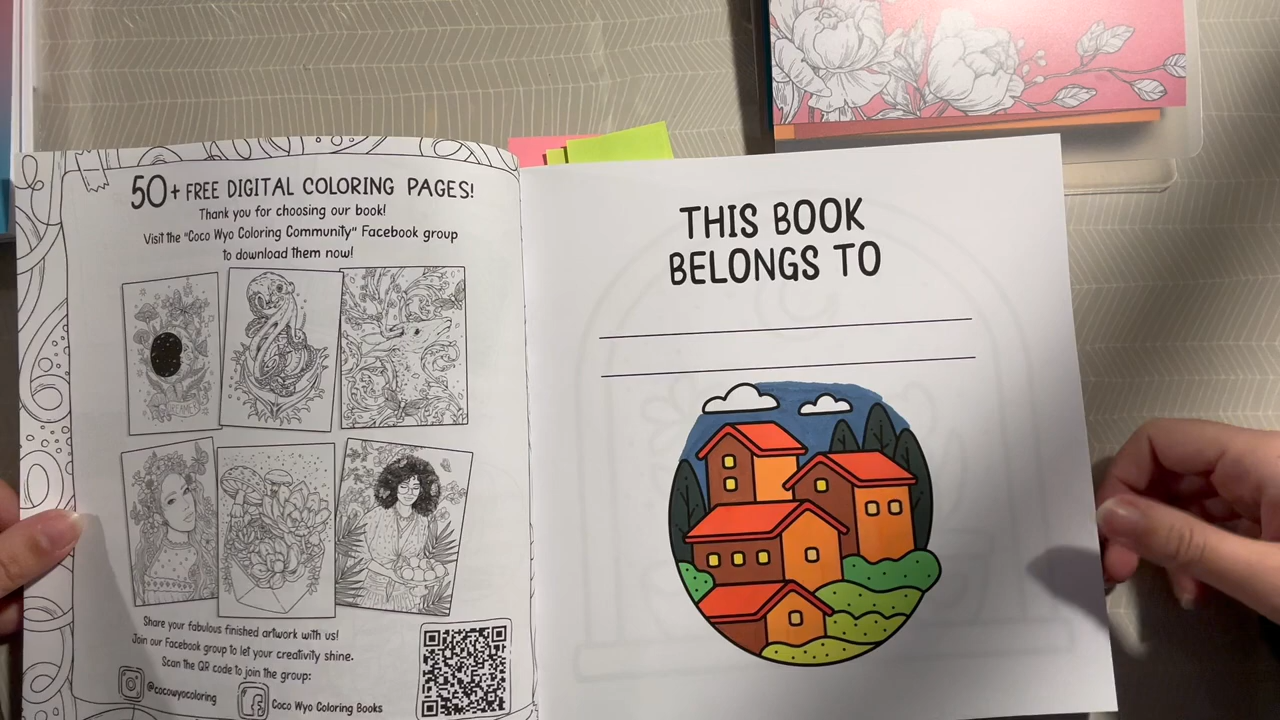 50+ FREE DIGITAL COLORING PAGES!
Thank you for choosing our book!
Visit the "Coco Wyo Coloring Community" Facebook group
to download them now!
Share your fabulous finished artwork with us!
Join our Facebook group to let your creativity shine.
Scan the QR code to join the group:
@cocowyocoloring
Coco Wyo Coloring Books
THIS BOOK
BELONGS TO